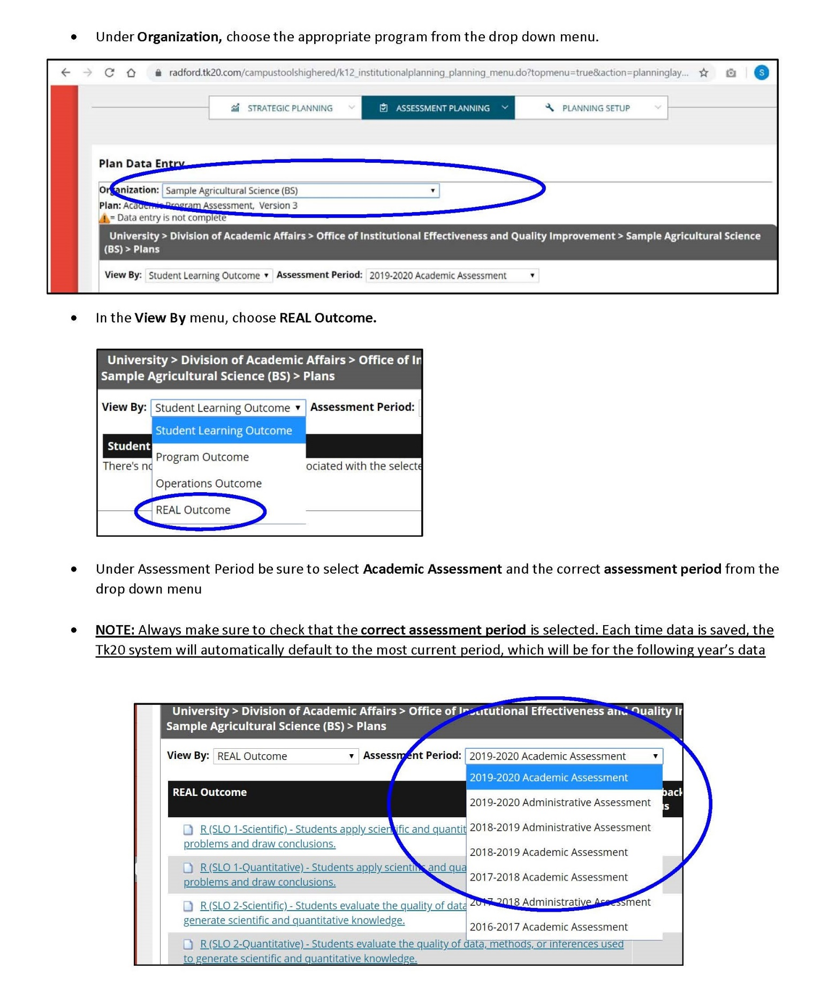 • Under Organization, choose the appropriate program from the drop down menu.
radford.tk20.com/campustoolshighered/k12_institutionalplanning_planning_menu.do?topmenu=true&action=planninglay...
S
STRATEGIC PLANNING ASSESSMENT PLANNING PLANNING SETUP
Plan Data Entry
Organization: Sample Agricultural Science (BS)
Plan: Academic Program Assessment, Version 3
= Data entry is not complete
University > Division of Academic Affairs > Office of Institutional Effectiveness and Quality Improvement > Sample Agricultural Science
(BS) > Plans
View By: Student Learning Outcome Assessment Period: 2019-2020 Academic Assessment
• In the View By menu, choose REAL Outcome.
University > Division of Academic Affairs > Office of In
Sample Agricultural Science (BS) > Plans
View By: Student Learning Outcome Assessment Period:
Student Learning Outcome
Student
Program Outcome
There's no ociated with the selecte
Operations Outcome
REAL Outcome
• Under Assessment Period be sure to select Academic Assessment and the correct assessment period from the
drop down menu
• NOTE: Always make sure to check that the correct assessment period is selected. Each time data is saved, the
Tk20 system will automatically default to the most current period, which will be for the following year's data
University > Division of Academic Affairs > Office of Institutional Effectiveness and Quality Ir
Sample Agricultural Science (BS) > Plans
View By: REAL Outcome Assessment Period: 2019-2020 Academic Assessment
2019-2020 Academic Assessment
REAL Outcome back
2019-2020 Administrative Assessment us
R (SLO 1-Scientific) - Students apply scientific and quantit 2018-2019 Administrative Assessment
problems and draw conclusions.
2018-2019 Academic Assessment
R (SLO 1-Quantitative) - Students apply scientific and qua
2017-2018 Academic Assessment
problems and draw conclusions.
R (SLO 2-Scientific) - Students evaluate the quality of data 2017-2018 Administrative Assessment
generate scientific and quantitative knowledge.
2016-2017 Academic Assessment
R (SLO 2-Quantitative) - Students evaluate the quality of data, methods, or inferences used
to generate scientific and quantitative knowledge.